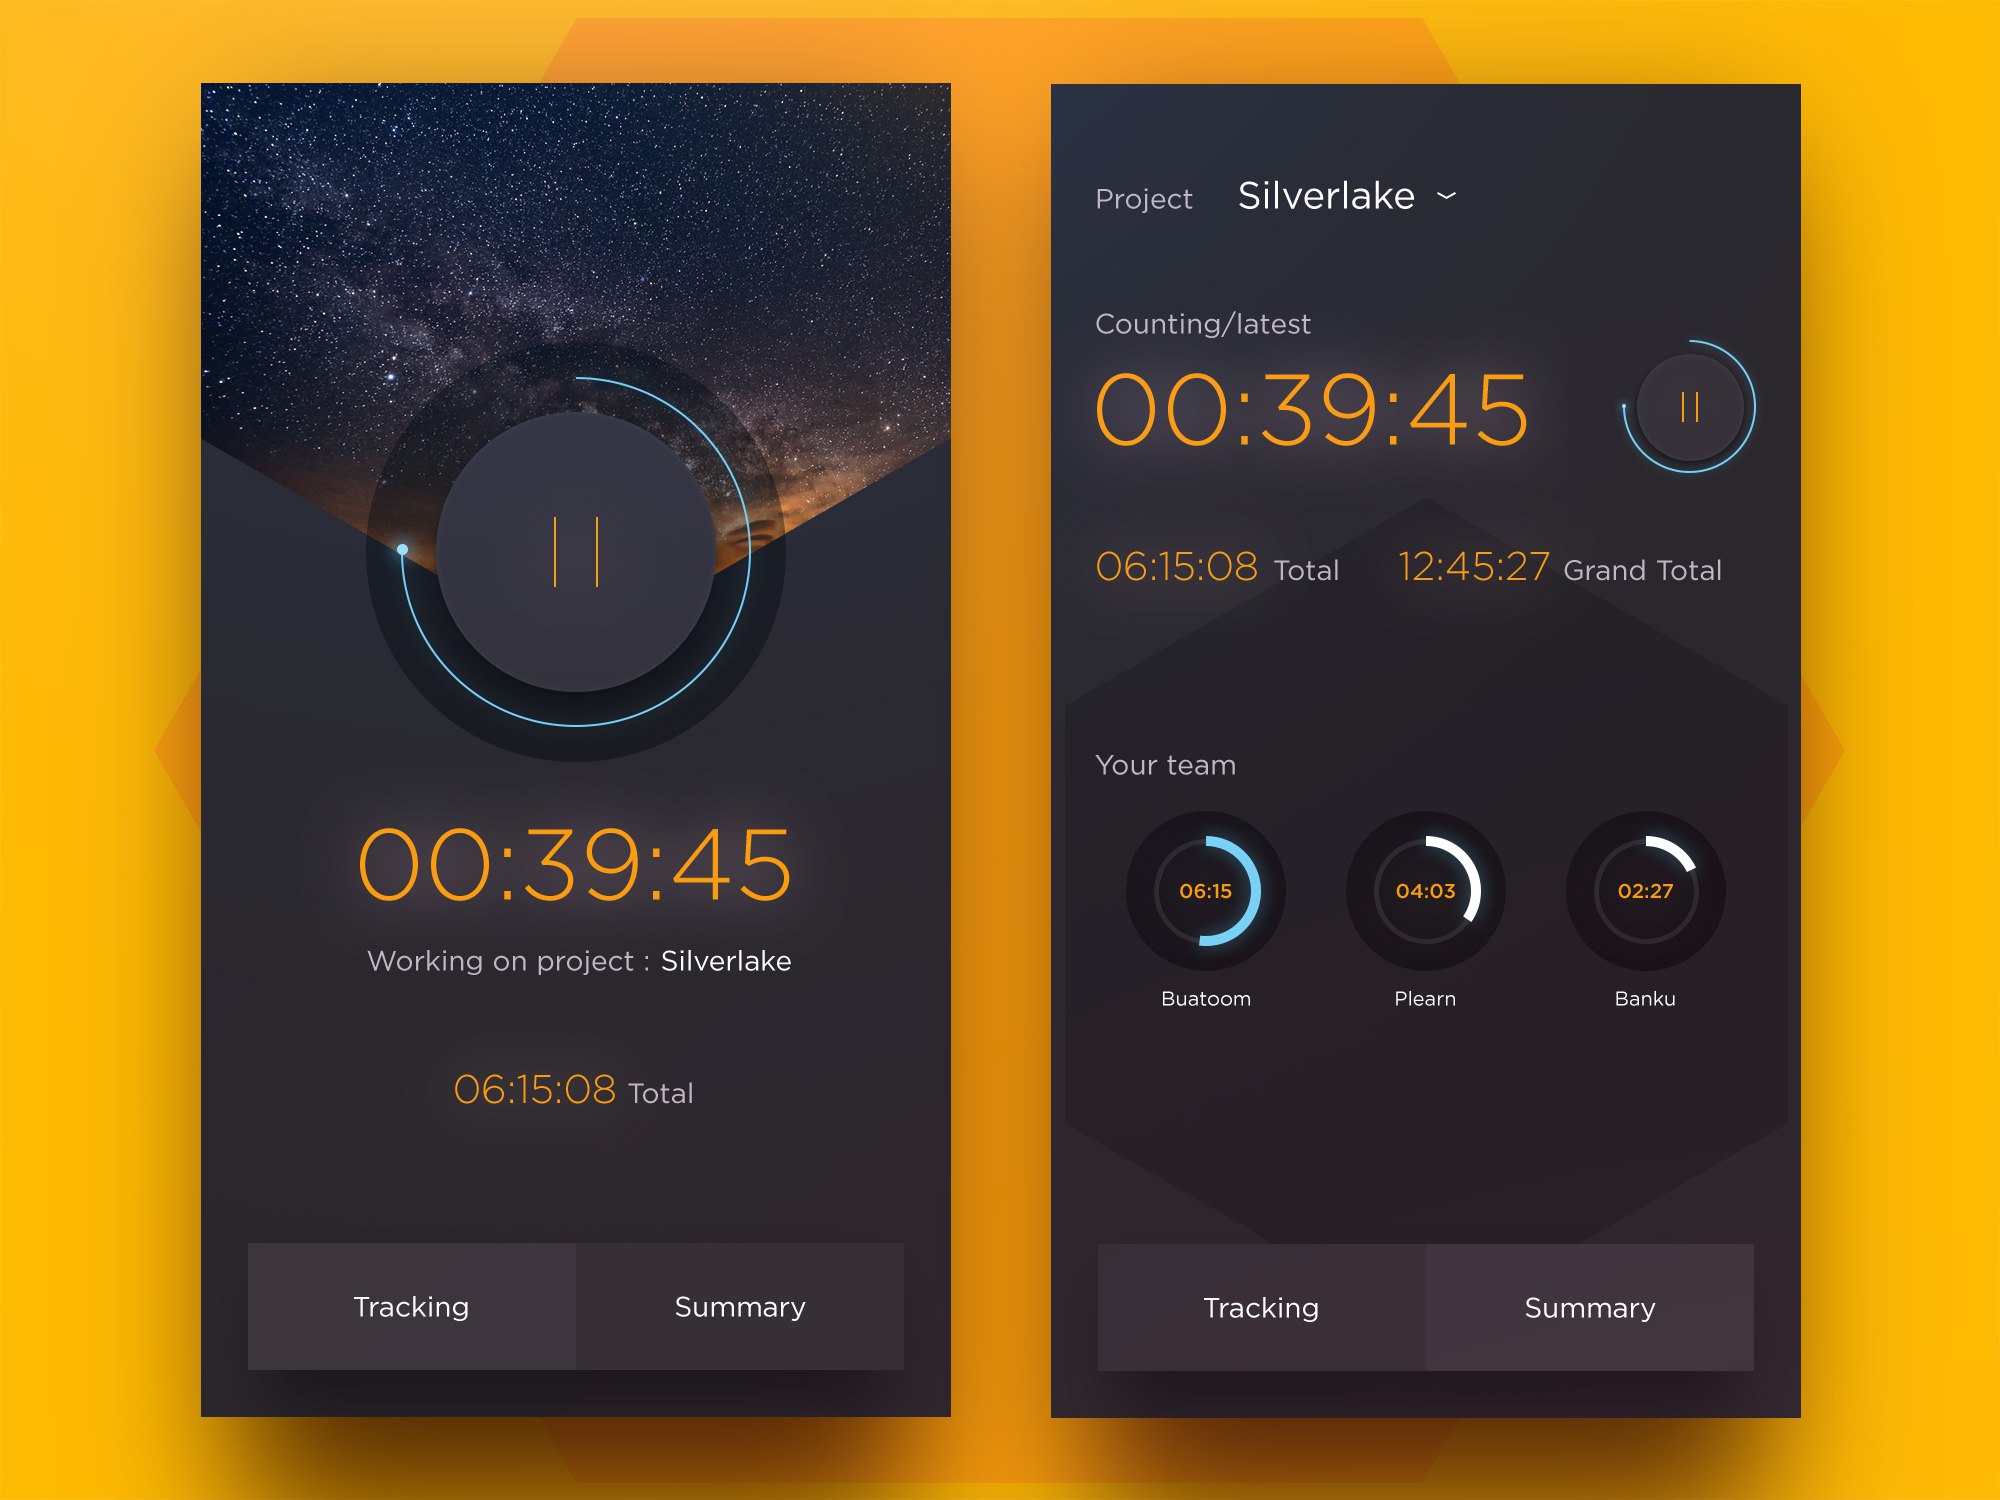 00:39:45
Working on project : Silverlake
06:15:08 Total
Tracking Summary
Project Silverlake
Counting/latest
00:39:45
06:15:08 Total 12:45:27 Grand Total
Your team
06:15 04:03 02:27
Buatoom Plearn Banku
Tracking Summary